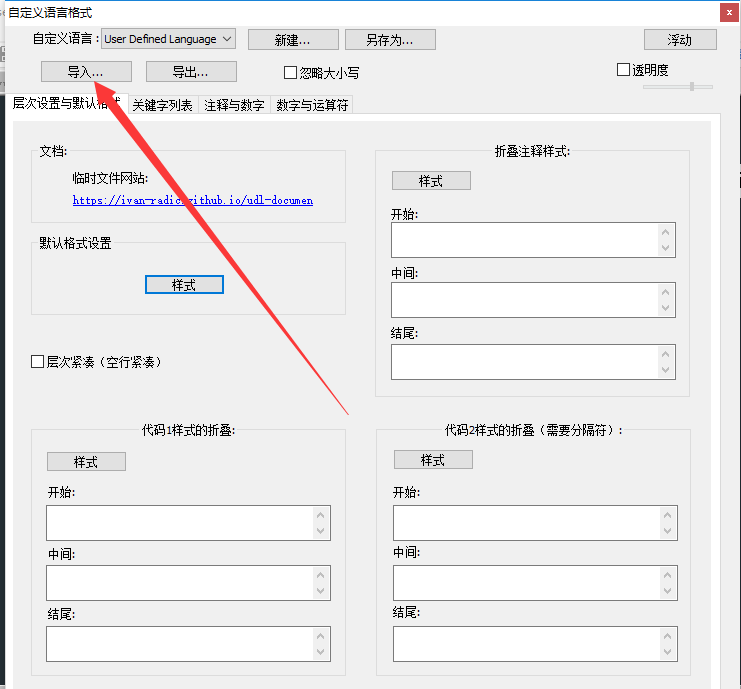 自定义语言格式
自定义语言: User Defined Language 新建... 另存为... 浮动
导入... 导出... 忽略大小写 透明度
层次设置与默认格式 关键字列表 注释与数字 数字与运算符
文档:
临时文件网站:
https://ivan-radic.github.io/udl-documen
默认格式设置
样式
层次紧凑（空行紧凑）
折叠注释样式:
样式
开始:
中间:
结尾:
代码1样式的折叠:
样式
开始:
中间:
结尾:
代码2样式的折叠（需要分隔符）:
样式
开始:
中间:
结尾: